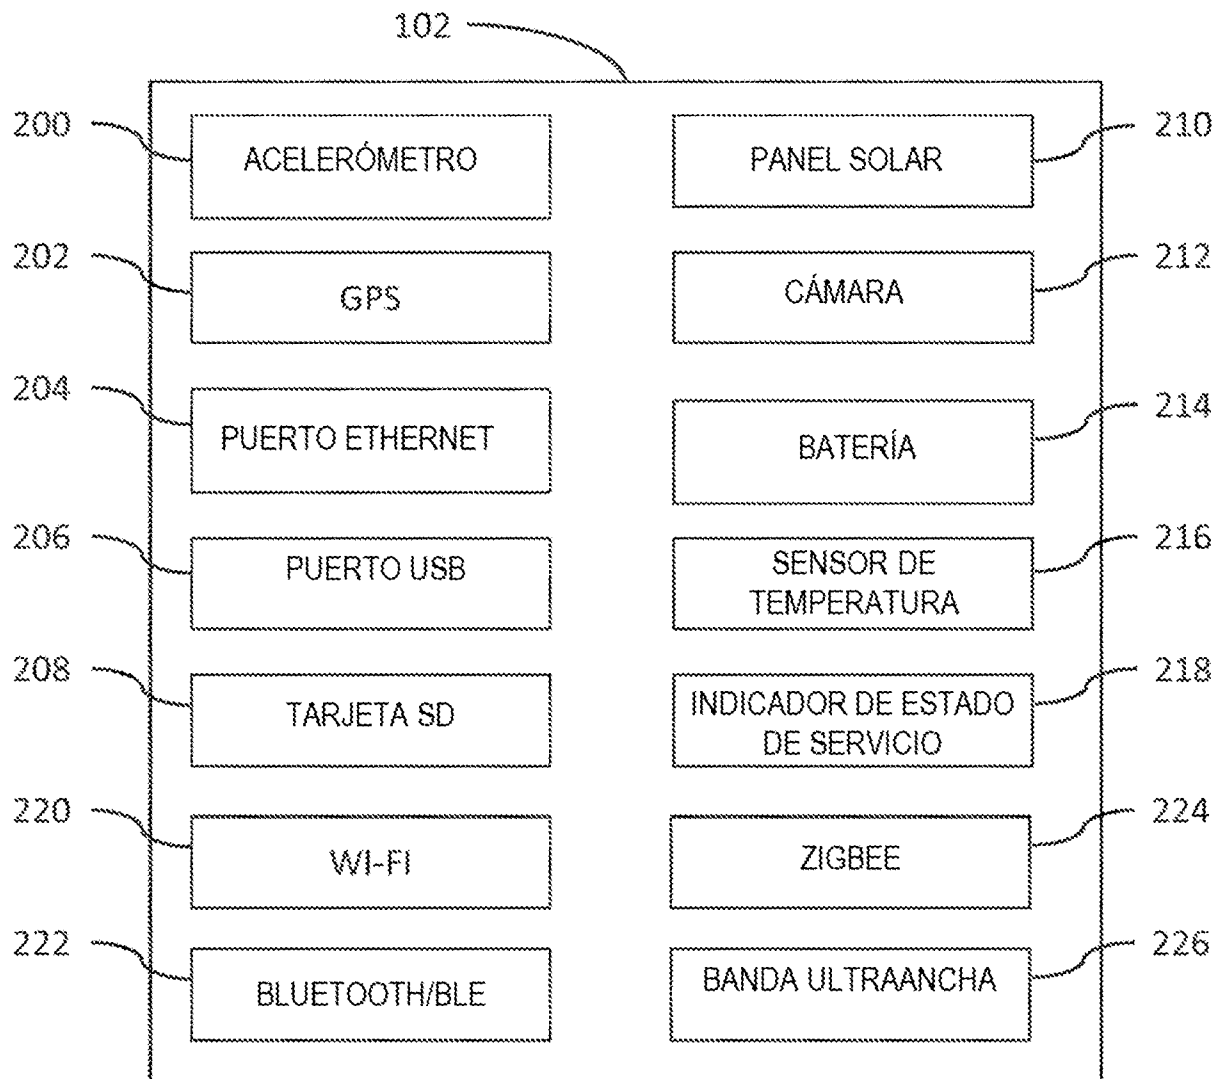 102
200
ACELERÓMETRO
PANEL SOLAR
210
202
GPS
CÁMARA
212
204
PUERTO ETHERNET
BATERÍA
214
206
PUERTO USB
SENSOR DE
TEMPERATURA
216
208
TARJETA SD
INDICADOR DE ESTADO
DE SERVICIO
218
220
WI-FI
ZIGBEE
224
222
BLUETOOTH/BLE
BANDA ULTRAANCHA
226